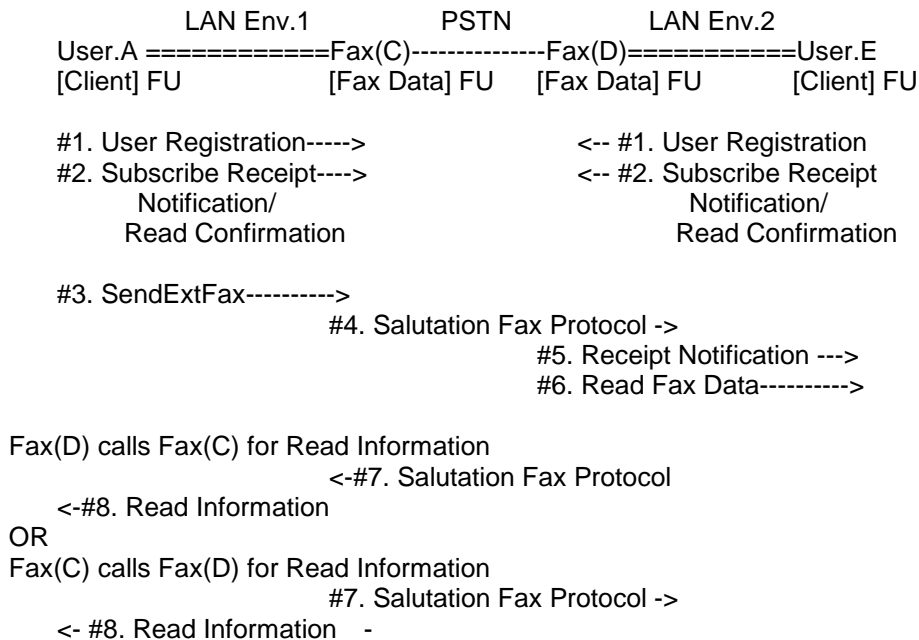 LAN Env.1 PSTN LAN Env.2
User.A ============Fax(C)---------------Fax(D)===========User.E
[Client] FU [Fax Data] FU [Fax Data] FU [Client] FU
#1. User Registration-----> <-- #1. User Registration
#2. Subscribe Receipt----> <-- #2. Subscribe Receipt
Notification/ Notification/
Read Confirmation Read Confirmation
#3. SendExtFax---------->
#4. Salutation Fax Protocol ->
#5. Receipt Notification --->
#6. Read Fax Data---------->
Fax(D) calls Fax(C) for Read Information
<-#7. Salutation Fax Protocol
<-#8. Read Information
OR
Fax(C) calls Fax(D) for Read Information
#7. Salutation Fax Protocol ->
<- #8. Read Information -